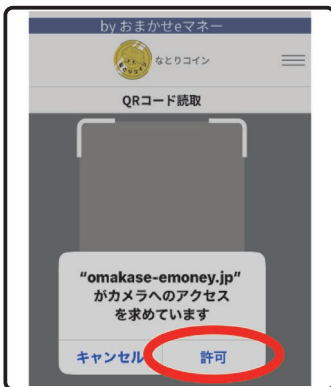 by おまかせeマネー
なとりコイン
QRコード読取
“omakase-emoney.jp”
がカメラへのアクセス
を求めています
キャンセル 許可